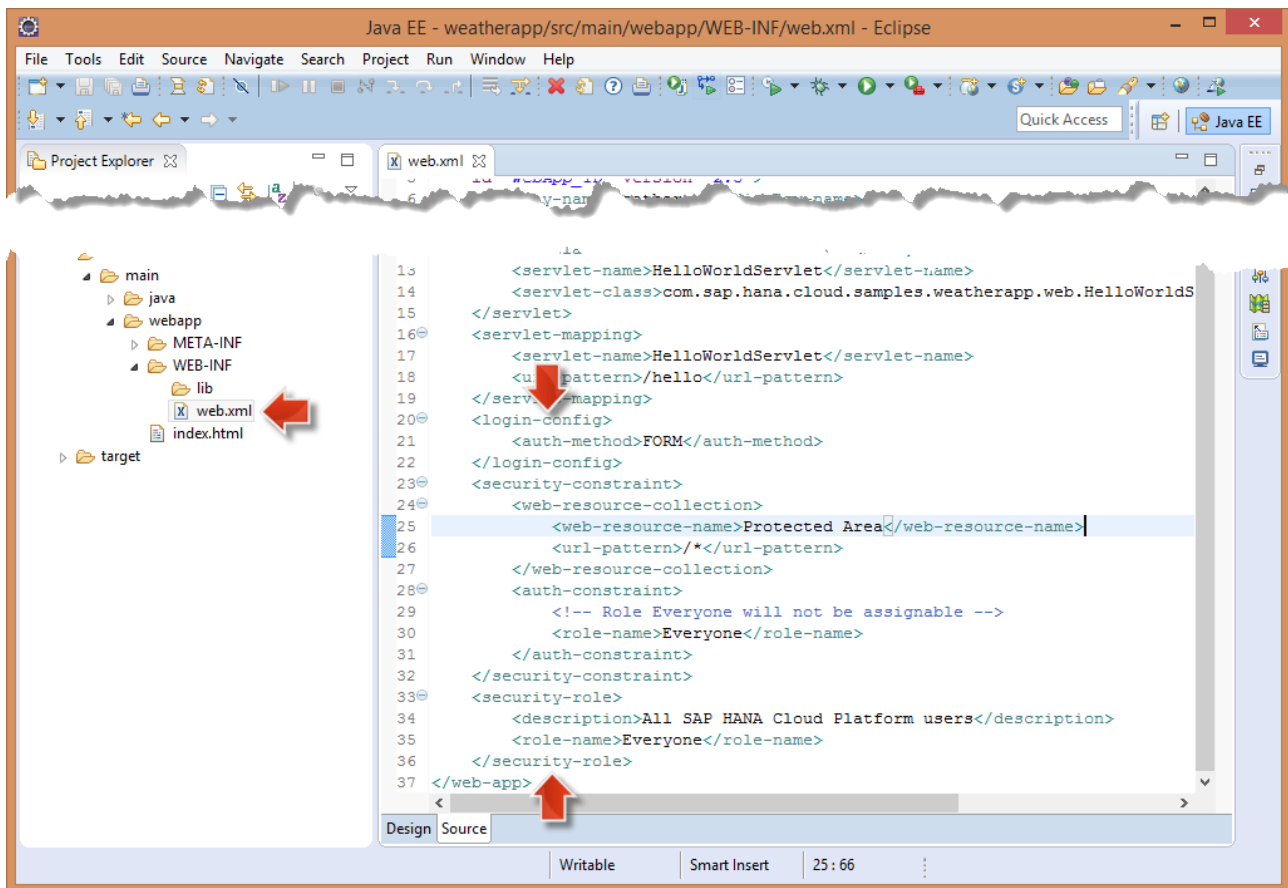 Java EE - weatherapp/src/main/webapp/WEB-INF/web.xml - Eclipse
File Tools Edit Source Navigate Search Project Run Window Help
Quick Access
Java EE
Project Explorer
web.xml
6
main
java
webapp
META-INF
WEB-INF
lib
web.xml
index.html
target
13 <servlet-name>HelloWorldServlet</servlet-name>
14 <servlet-class>com.sap.hana.cloud.samples.weatherapp.web.HelloWorldS
15 </servlet>
16 <servlet-mapping>
17 <servlet-name>HelloWorldServlet</servlet-name>
18 <url-pattern>/hello</url-pattern>
19 </servlet-mapping>
20 <login-config>
21 <auth-method>FORM</auth-method>
22 </login-config>
23 <security-constraint>
24 <web-resource-collection>
25 <web-resource-name>Protected Area</web-resource-name>
26 <url-pattern>/*</url-pattern>
27 </web-resource-collection>
28 <auth-constraint>
29 <!-- Role Everyone will not be assignable -->
30 <role-name>Everyone</role-name>
31 </auth-constraint>
32 </security-constraint>
33 <security-role>
34 <description>All SAP HANA Cloud Platform users</description>
35 <role-name>Everyone</role-name>
36 </security-role>
37 </web-app>
Design Source
Writable Smart Insert 25 : 66